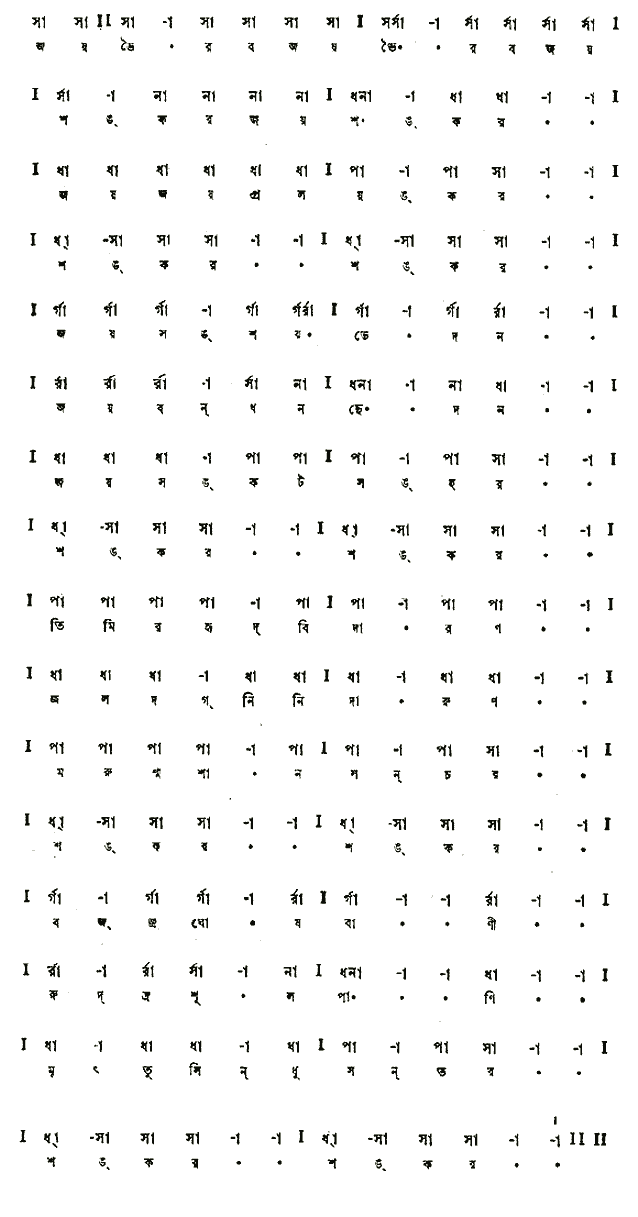 সা সা II সা -া সা সা সা সা I সর্সা -া র্সা র্সা র্সা র্সা I
জ য় ভৈ • র ব জ য় ভৈ• • র ব জ য়
I র্সা -া না না না না I ধনা -া ধা ধা -া -া I
শ ঙ্ ক র জ য় শ• ঙ্ ক র • •
I ধা ধা ধা ধা ধা ধা I পা -া পা সা -া -া I
জ য় জ য় প্র ল য় ঙ্ ক র • •
I ধ্া -সা সা সা -া -া I ধ্া -সা সা সা -া -া I
শ ঙ্ ক র • • শ ঙ্ ক র • •
I র্গা র্গা র্গা -া র্গা র্গর্রা I র্গা -া র্গা র্রা -া -া I
জ য় স ঙ্ শ য়• ভে • দ ন • •
I র্রা র্রা র্রা -া র্সা না I ধনা -া না ধা -া -া I
জ য় ব ন্ ধ ন ছে• • দ ন • •
I ধা ধা ধা -া পা পা I পা -া পা সা -া -া I
জ য় স ঙ্ ক ট স ঙ্ হ র • •
I ধ্া -সা সা সা -া -া I ধ্া -সা সা সা -া -া I
শ ঙ্ ক র • • শ ঙ্ ক র • •
I পা পা পা পা -া পা I পা -া পা পা -া -া I
তি মি র হৃ দ্ বি দা • র ণ • •
I ধা ধা ধা -া ধা ধা I ধা -া ধা ধা -া -া I
জ ল দ গ্ নি নি দা • রু ণ • •
I পা পা পা পা -া পা I পা -া পা সা -া -া I
ম রু শ্ম শা • ন স ন্ চ র • •
I ধ্া -সা সা সা -া -া I ধ্া -সা সা সা -া -া I
শ ঙ্ ক র • • শ ঙ্ ক র • •
I র্গা -া র্গা র্গা -া র্রা I র্গা -া -া র্রা -া -া I
ব জ্ ঞ ঘো • ষ বা • • ণী • •
I র্রা -া র্রা র্সা -া না I ধনা -া -া ধা -া -া I
রু দ্ র শূ • ল পা• • • ণি • •
I ধা -া ধা ধা -া ধা I পা -া পা সা -া -া I
মৃ ৎ তু সি ন্ ধু স ন্ ত র • •
I ধ্া -সা সা সা -া -া I ধ্া -সা সা সা -া -া II II
শ ঙ্ ক র • • শ ঙ্ ক র • •